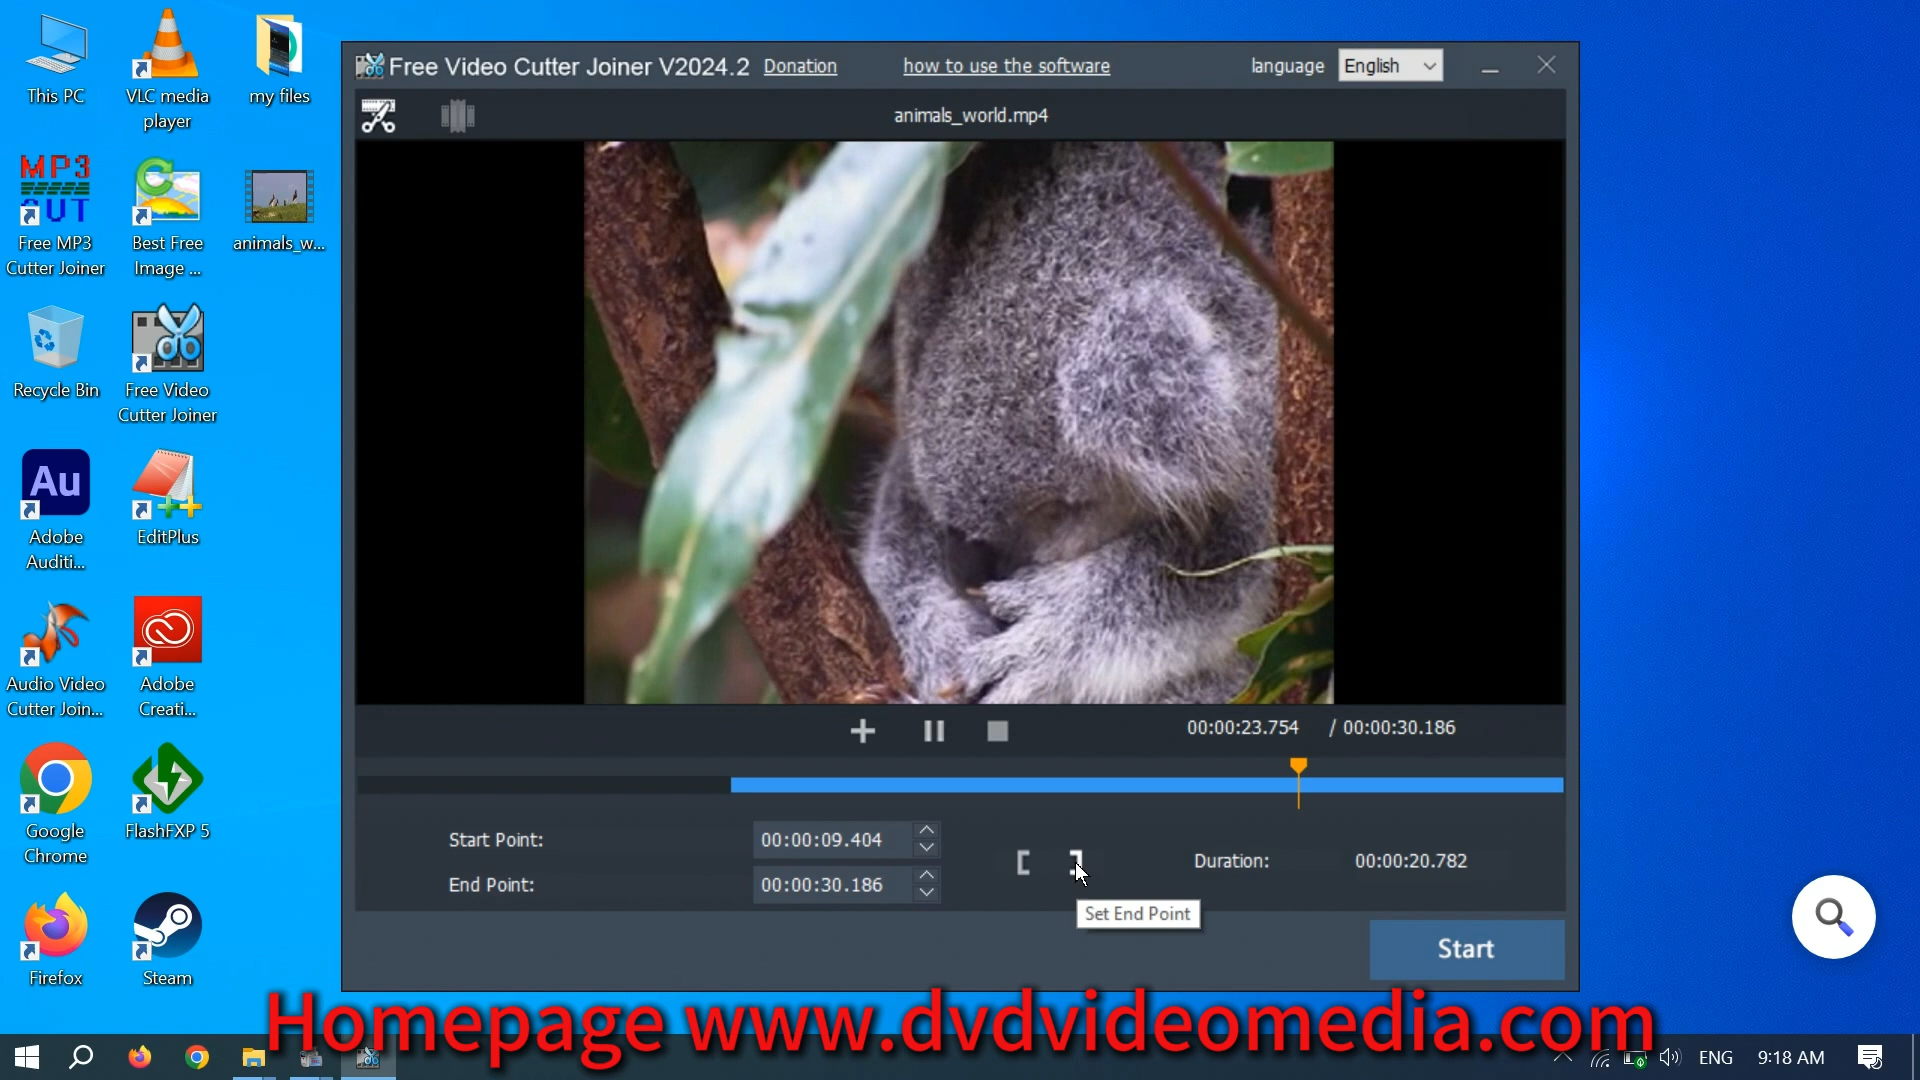 This PC
VLC media
player
my files
MP3
CUT
Free MP3
Cutter Joiner
Best Free
Image ...
animals_w...
Recycle Bin
Free Video
Cutter Joiner
Au
Adobe
Auditi...
EditPlus
Audio Video
Cutter Join...
Adobe
Creati...
Google
Chrome
FlashFXP 5
Firefox
Steam
Free Video Cutter Joiner V2024.2
Donation
how to use the software
language
English
animals_world.mp4
00:00:23.754 / 00:00:30.186
Start Point:
00:00:09.404
End Point:
00:00:30.186
Duration:
00:00:20.782
Set End Point
Start
Homepage www.dvdvideomedia.com
ENG
9:18 AM